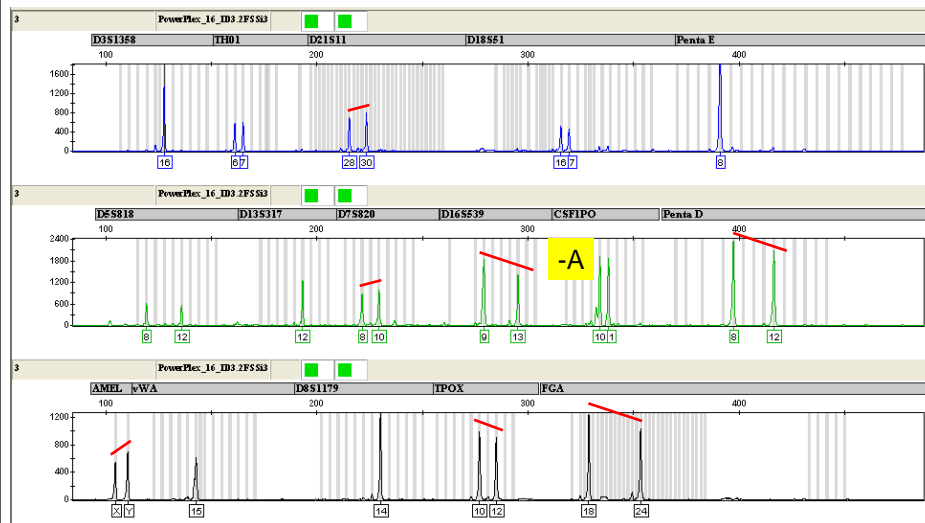 3 PowerPlex_16_ID3.2FSSi3
D3S1358 TH01 D21S11 D18S51 Penta E
100 200 300 400
1600
1200
800
400
0
16 6 7 28 30 16 7 8
3 PowerPlex_16_ID3.2FSSi3
D5S818 D13S317 D7S820 D16S539 CSF1PO Penta D
100 200 300 400
2400
1800
1200
600
0
-A
8 12 12 8 10 9 13 10 1 8 12
3 PowerPlex_16_ID3.2FSSi3
AMEL vWA D8S1179 TPOX FGA
100 200 300 400
1200
800
400
0
X Y 15 14 10 12 18 24